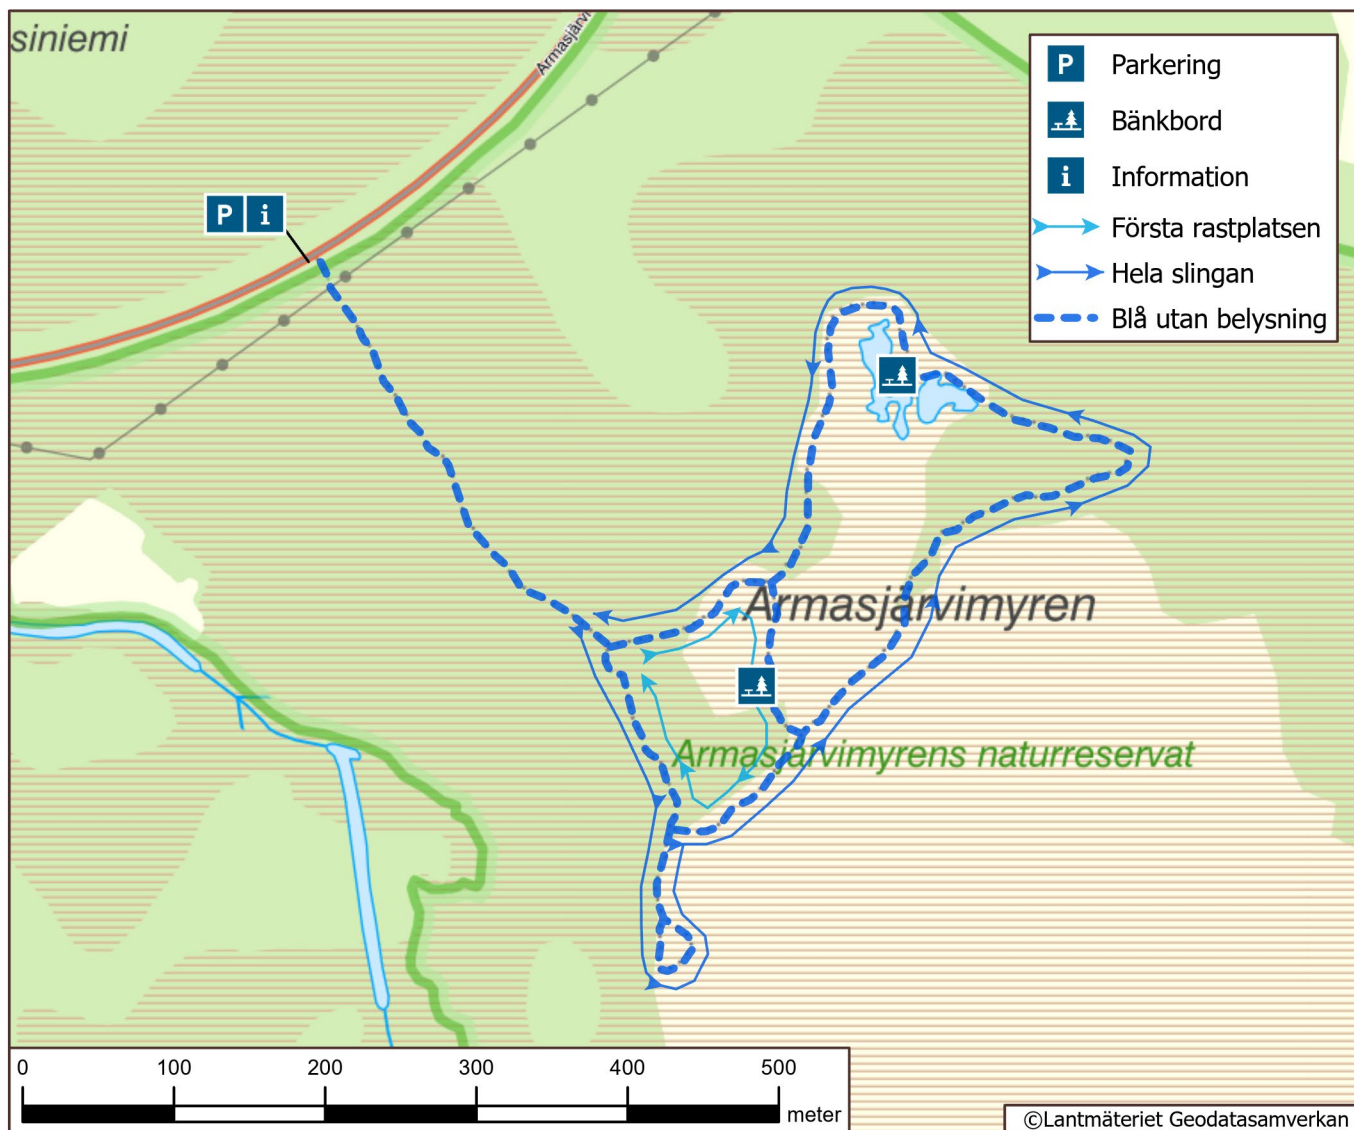 siniemi
Armasjärvi
P
Parkering
Bänkbord
i
Information
Första rastplatsen
Hela slingan
Blå utan belysning
P i
Armasjärvimyren
Armasjärvimyrens naturreservat
0 100 200 300 400 500
meter
©Lantmäteriet Geodatasamverkan